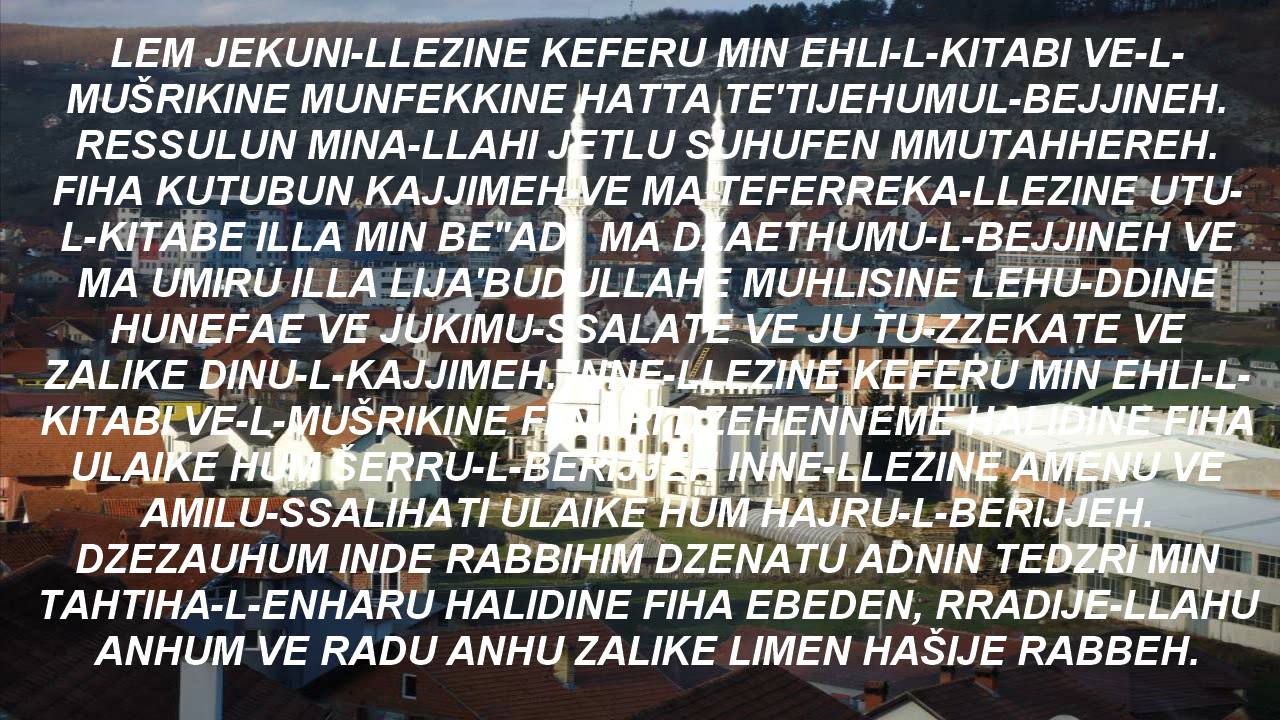 LEM JEKUNI-LLEZINE KEFERU MIN EHLI-L-KITABI VE-L-
MUŠRIKINE MUNFEKKINE HATTA TE'TIJEHUMUL-BEJJINEH.
RESSULUN MINA-LLAHI JETLU SUHUFEN MMUTAHHEREH.
FIHA KUTUBUN KAJJIMEH VE MA TEFERREKA-LLEZINE UTU-
L-KITABE ILLA MIN BE"AD MA DZAETHUMU-L-BEJJINEH VE
MA UMIRU ILLA LIJA'BUDULLAHE MUHLISINE LEHU-DDINE
HUNEFAE VE JUKIMU-SSALATE VE JU TU-ZZEKATE VE
ZALIKE DINU-L-KAJJIMEH. INNE-LLEZINE KEFERU MIN EHLI-L-
KITABI VE-L-MUŠRIKINE DZEHENNEME HALIDINE FIHA
ULAIKE HUM ŠERRU-L-BERIJJEH INNE-LLEZINE AMENU VE
AMILU-SSALIHATI ULAIKE HUM HAJRU-L-BERIJJEH.
DZEZAUHUM INDE RABBIHIM DZENATU ADNIN TEDZRI MIN
TAHTIHA-L-ENHARU HALIDINE FIHA EBEDEN, RRADIJE-LLAHU
ANHUM VE RADU ANHU ZALIKE LIMEN HAŠIJE RABBEH.